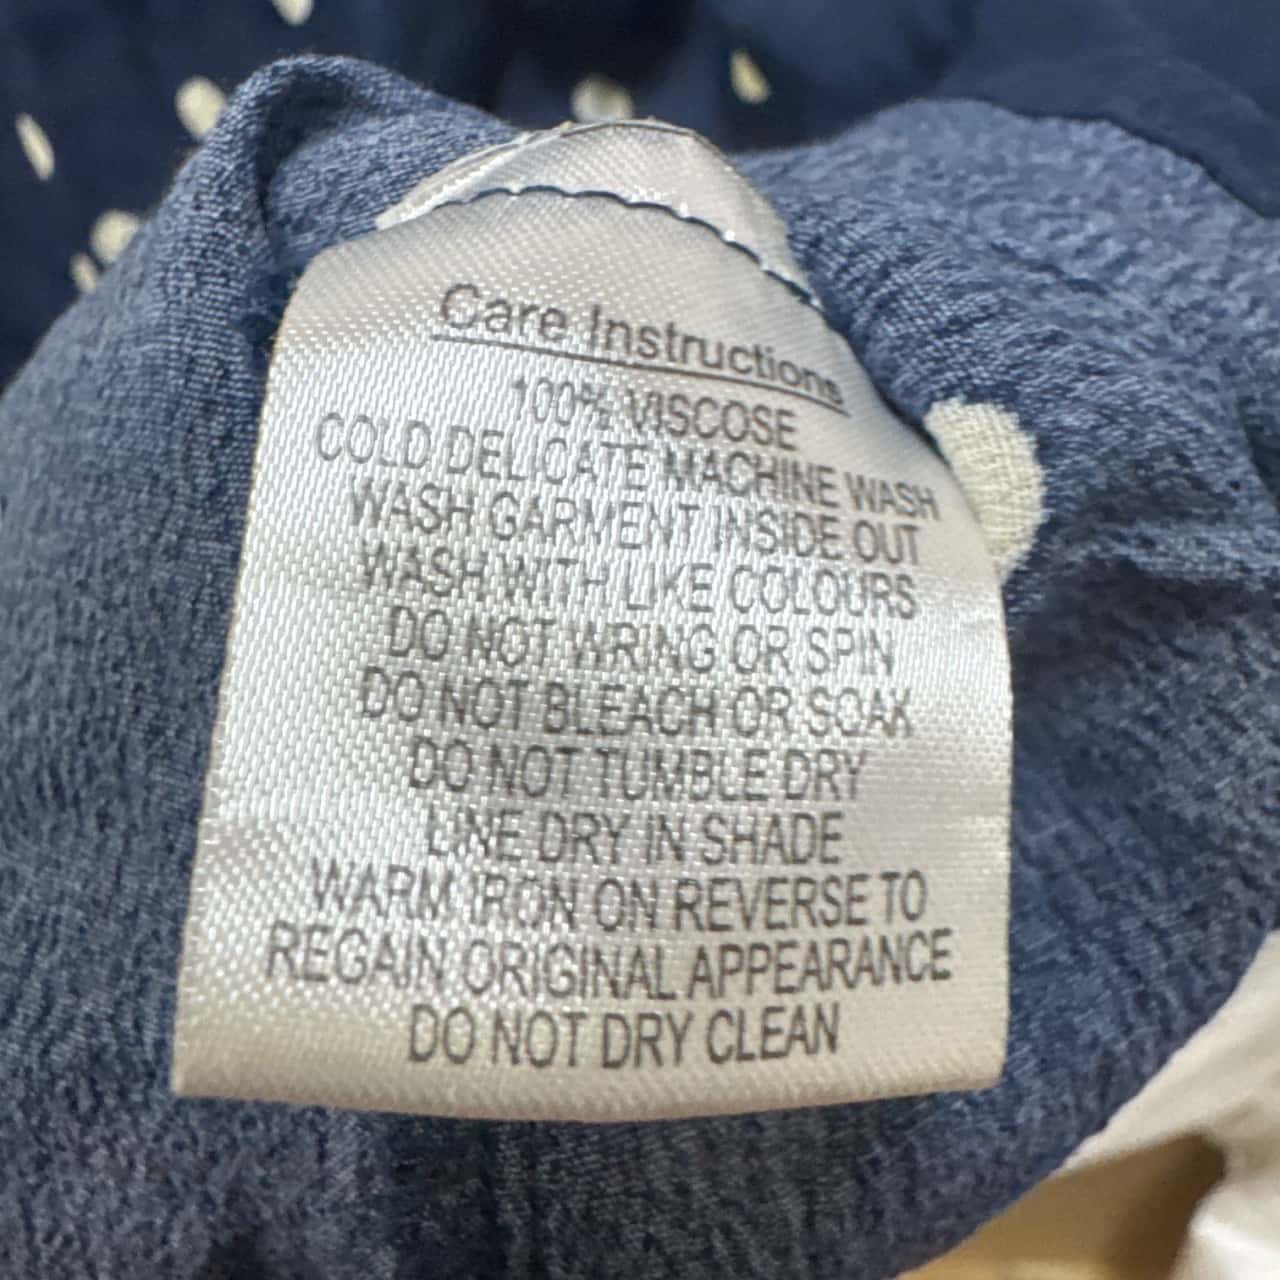 Care Instructions
100% VISCOSE
COLD DELICATE MACHINE WASH
WASH GARMENT INSIDE OUT
WASH WITH LIKE COLOURS
DO NOT WRING OR SPIN
DO NOT BLEACH OR SOAK
DO NOT TUMBLE DRY
LINE DRY IN SHADE
WARM IRON ON REVERSE TO
REGAIN ORIGINAL APPEARANCE
DO NOT DRY CLEAN